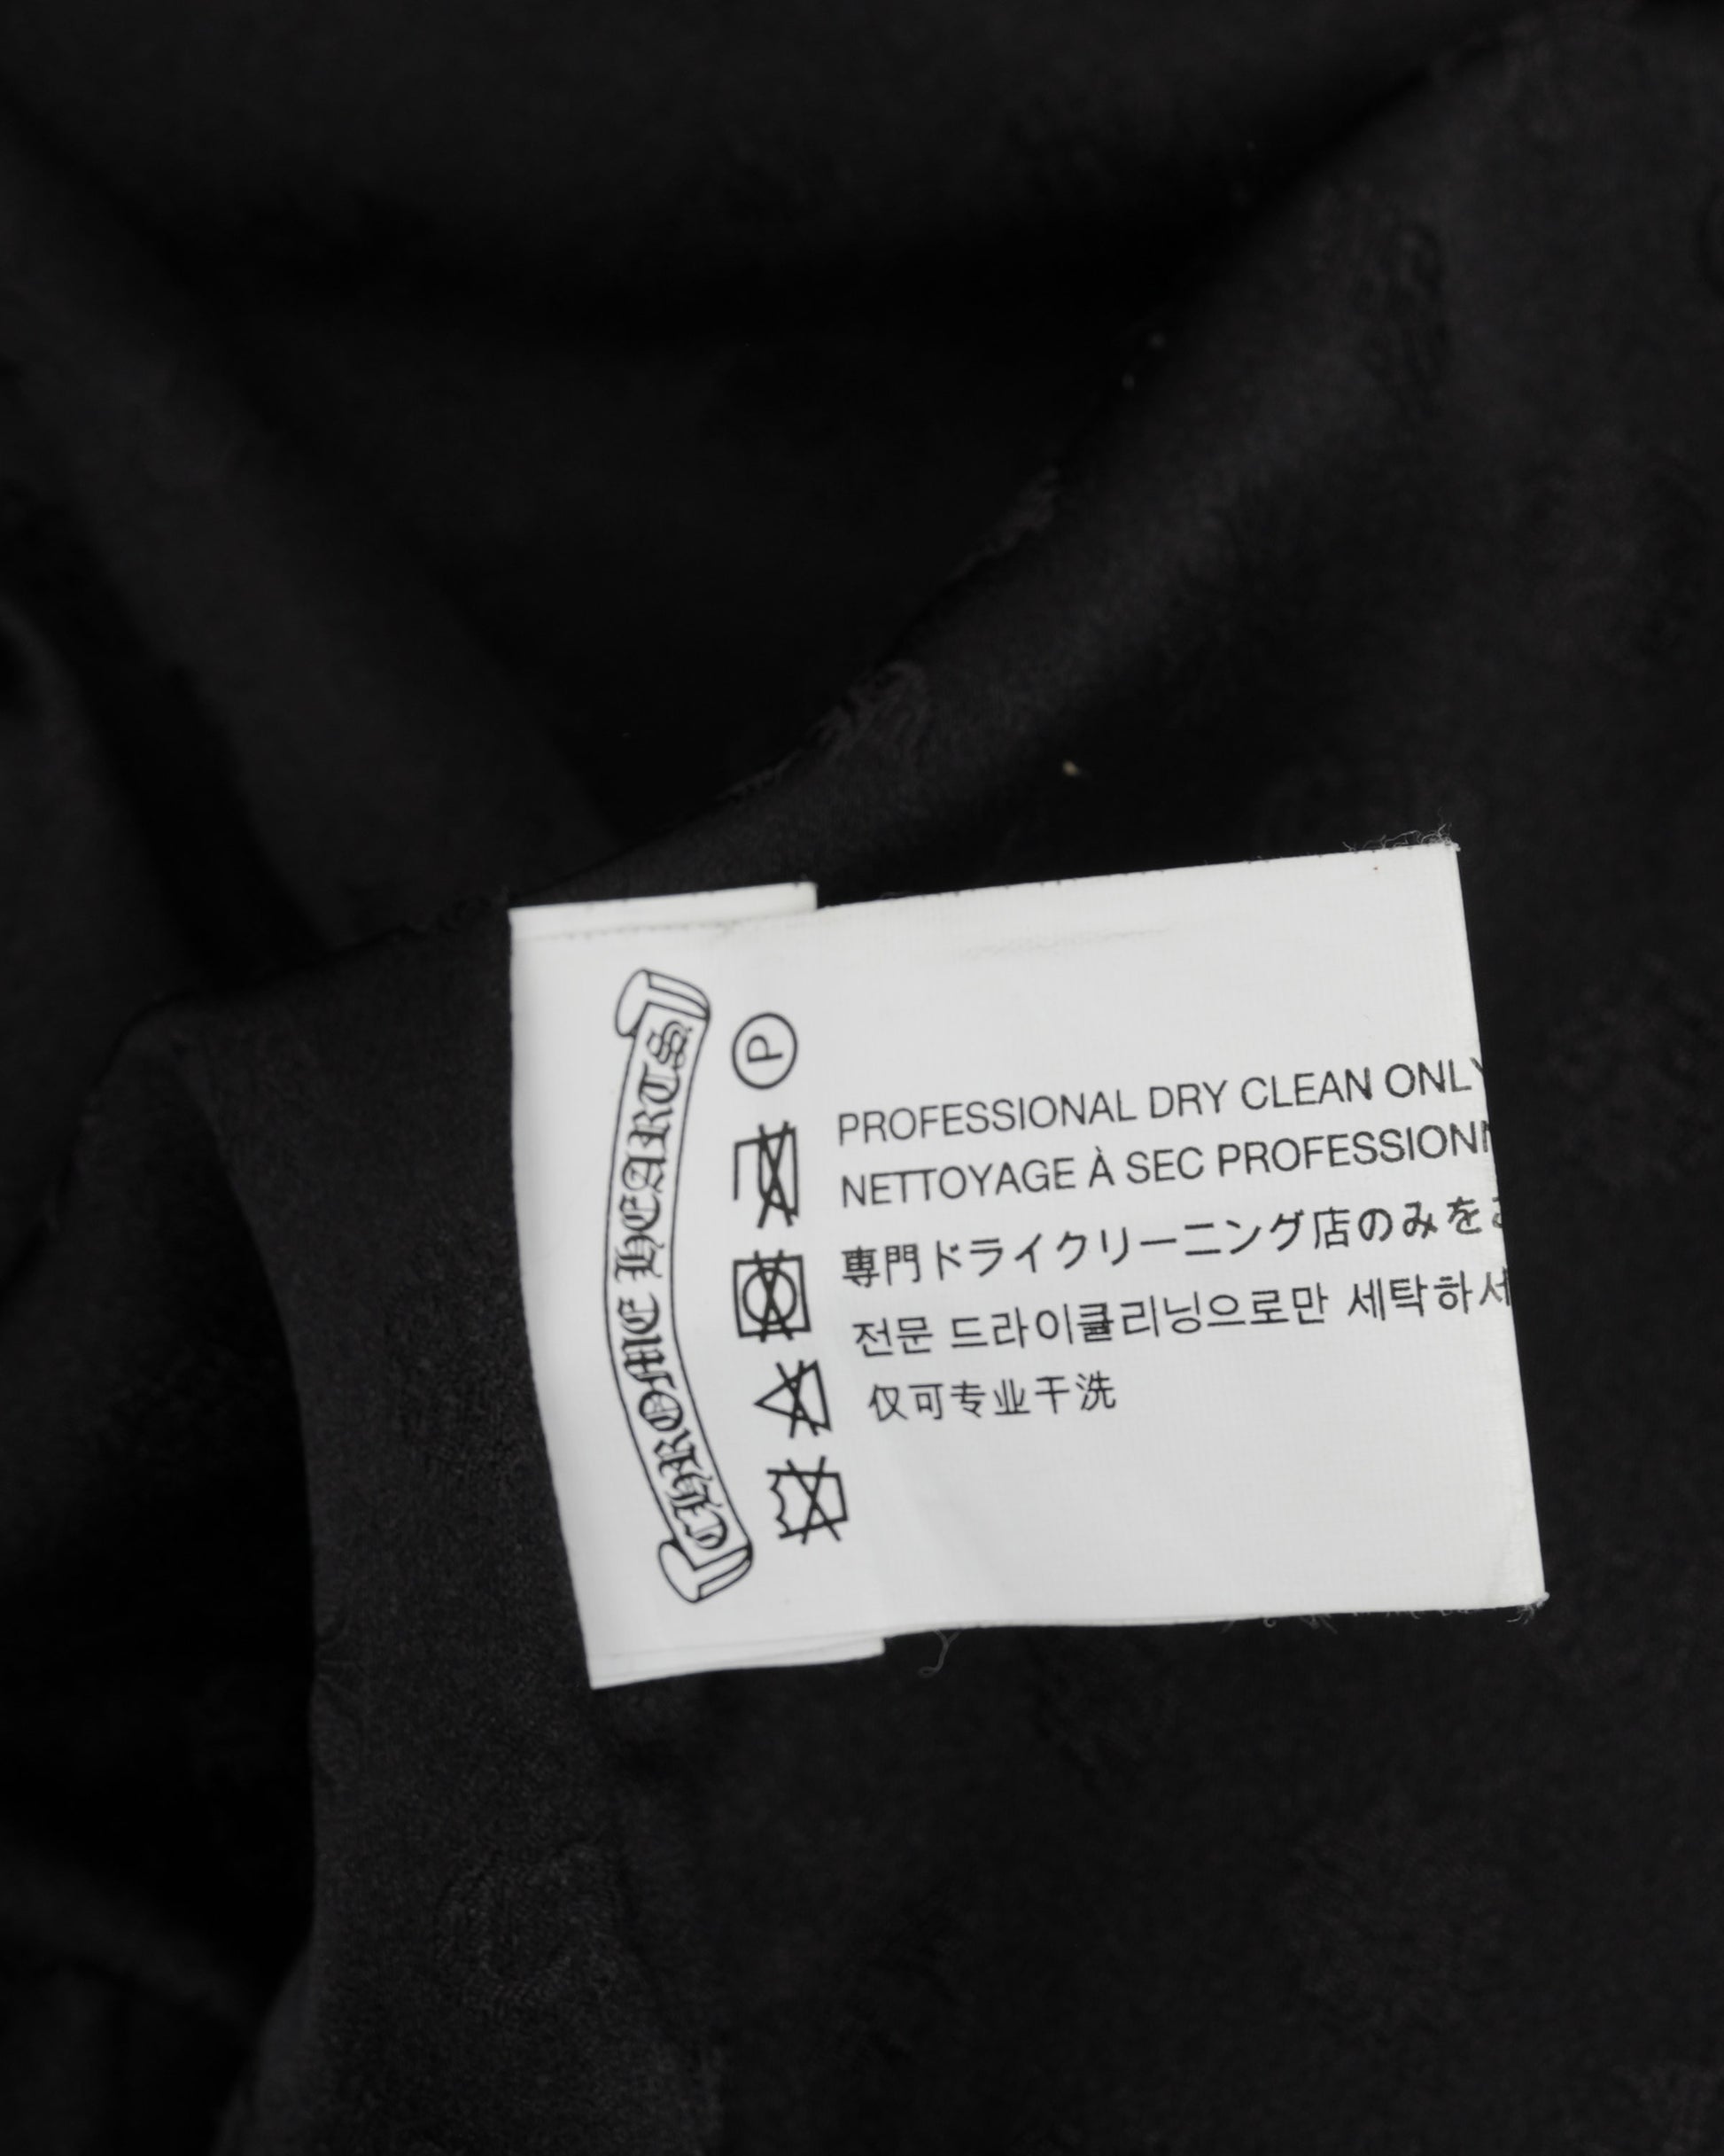 CHROME HEARTS
P
PROFESSIONAL DRY CLEAN ONLY
NETTOYAGE À SEC PROFESSIONN
専門ドライクリーニング店のみを
전문 드라이클리닝으로만 세탁하서
仅可专业干洗